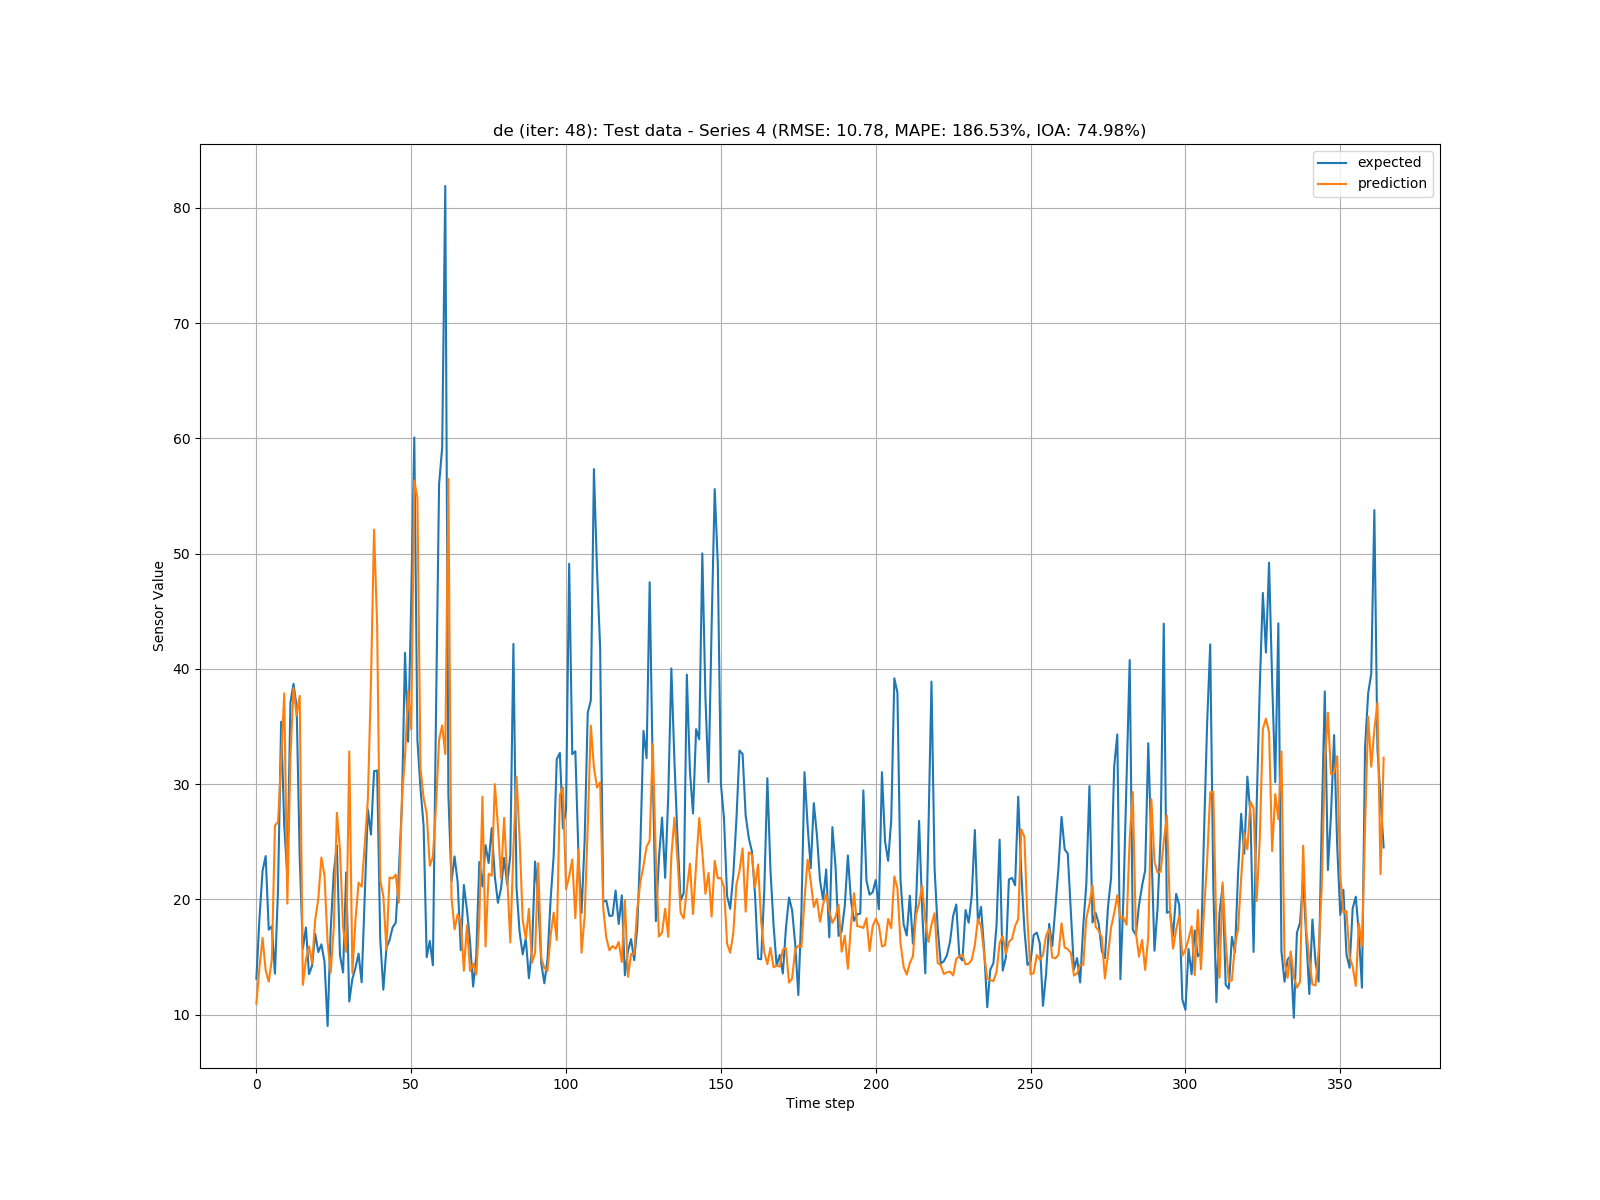 de (iter: 48): Test data - Series 4 (RMSE: 10.78, MAPE: 186.53%, IOA: 74.98%)
expected
prediction
80
70
60
50
40
30
20
10
Sensor Value
0 50 100 150 200 250 300 350
Time step